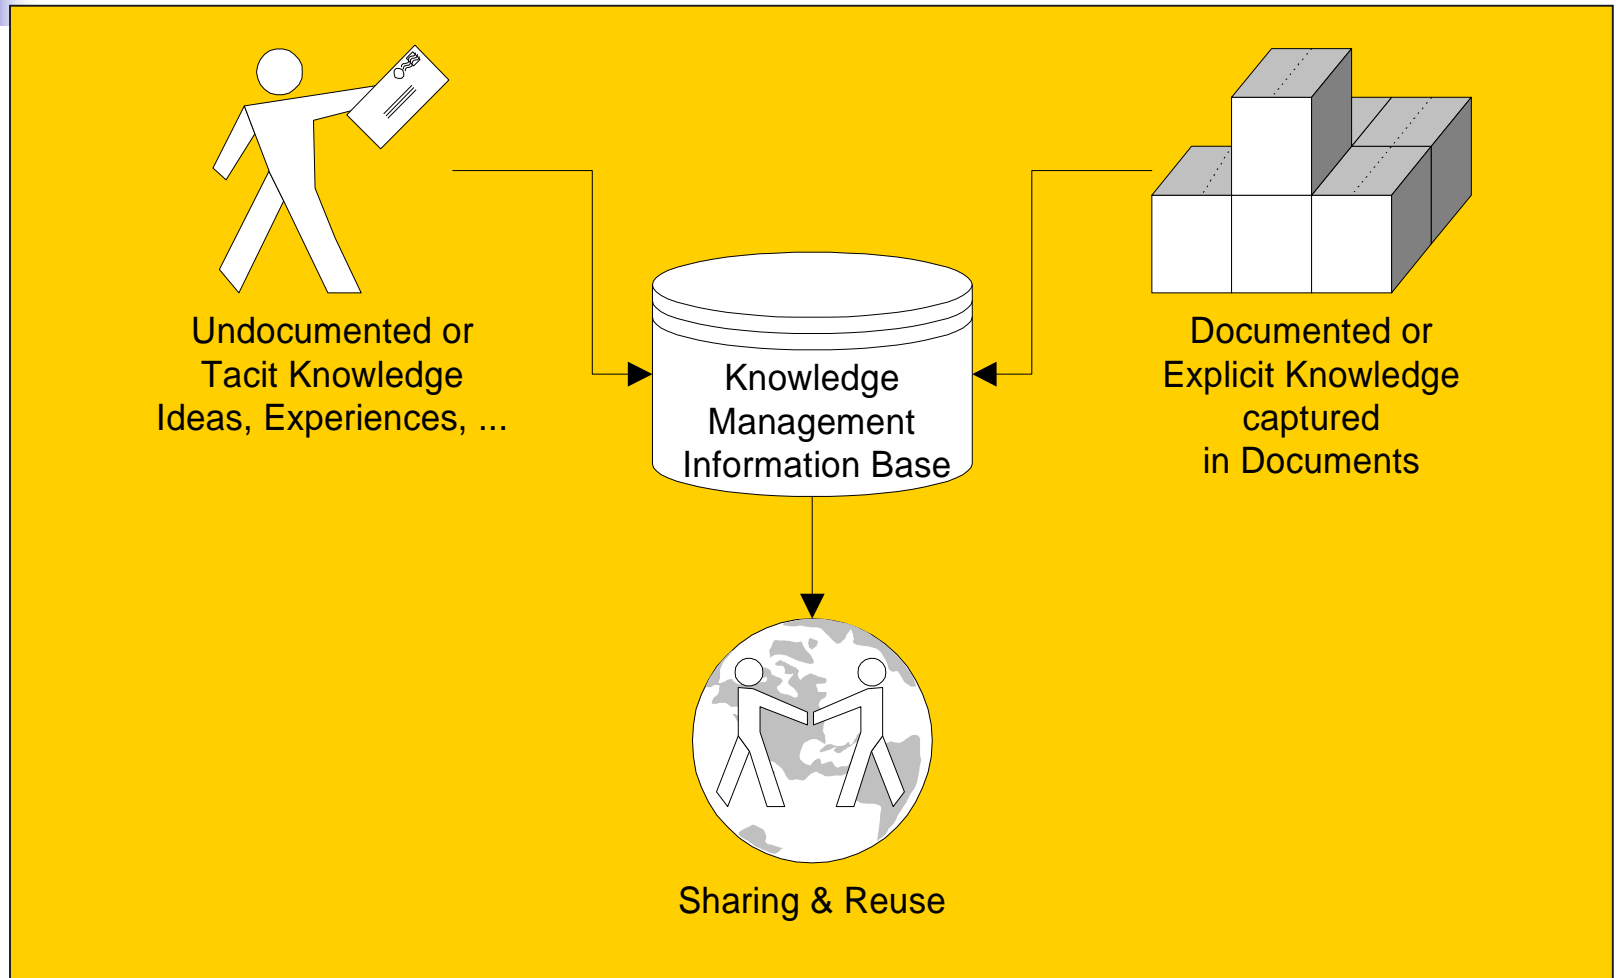 Undocumented or
Tacit Knowledge
Ideas, Experiences, ...
Knowledge
Management
Information Base
Documented or
Explicit Knowledge
captured
in Documents
Sharing & Reuse